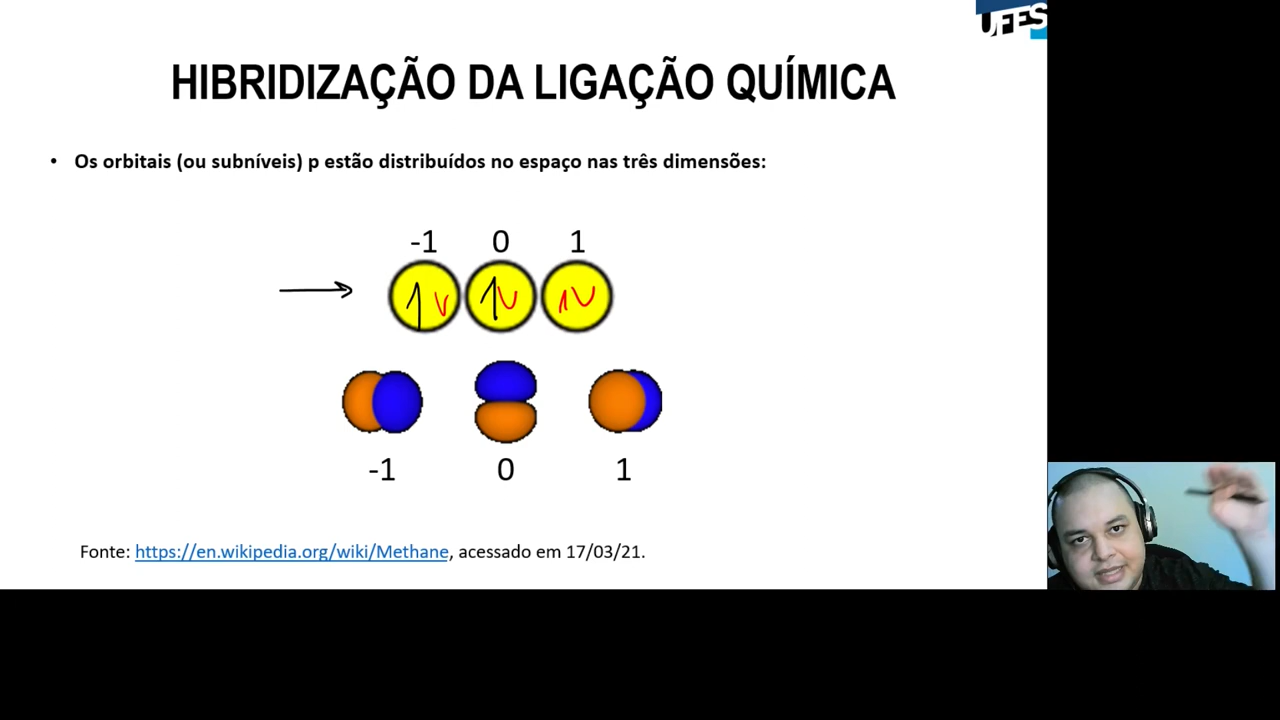 UFES
HIBRIDIZAÇÃO DA LIGAÇÃO QUÍMICA
• Os orbitais (ou subníveis) p estão distribuídos no espaço nas três dimensões:
-1 0 1
-1 0 1
Fonte: https://en.wikipedia.org/wiki/Methane, acessado em 17/03/21.